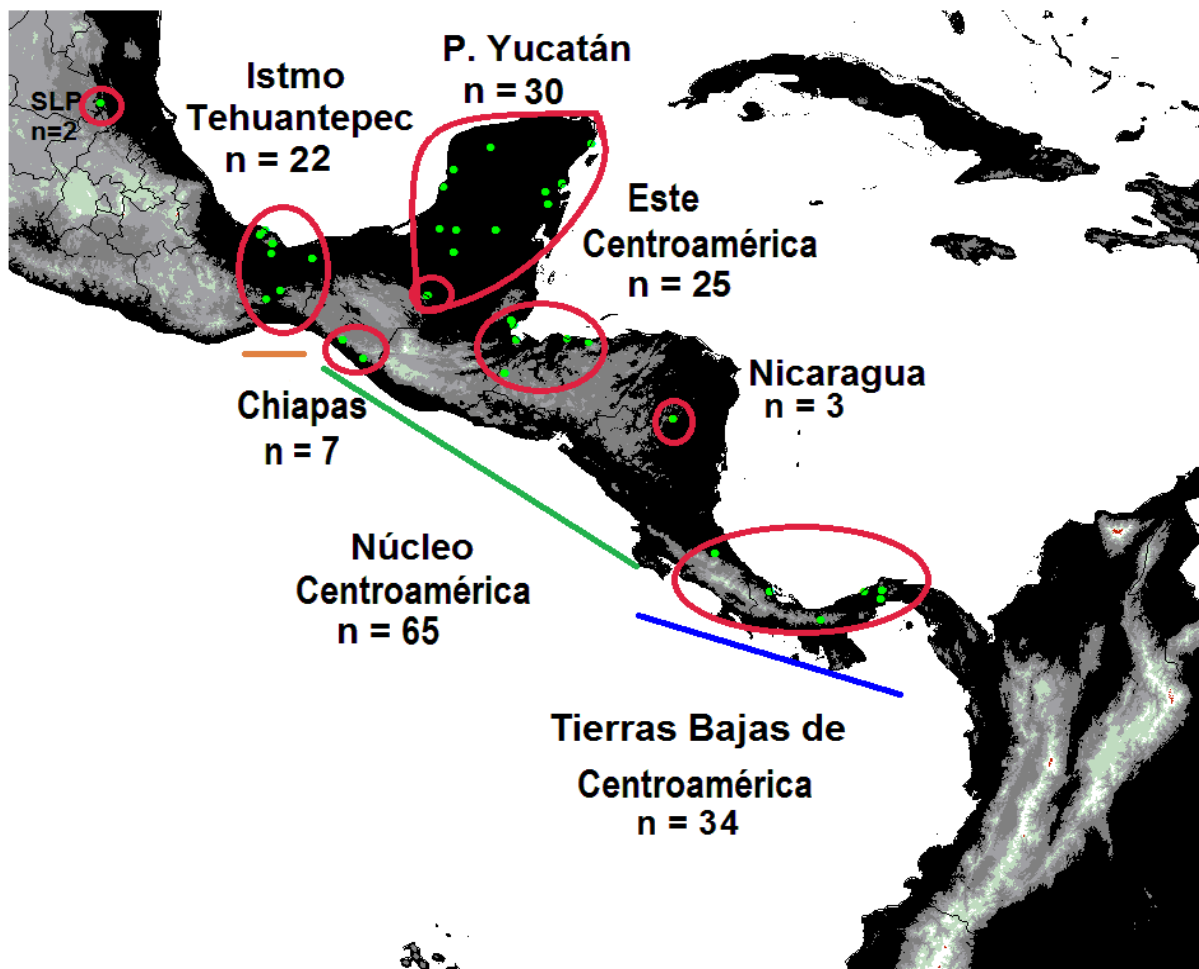 SLP
n=2
Istmo
Tehuantepec
n = 22
P. Yucatán
n = 30
Este
Centroamérica
n = 25
Nicaragua
n = 3
Chiapas
n = 7
Núcleo
Centroamérica
n = 65
Tierras Bajas de
Centroamérica
n = 34